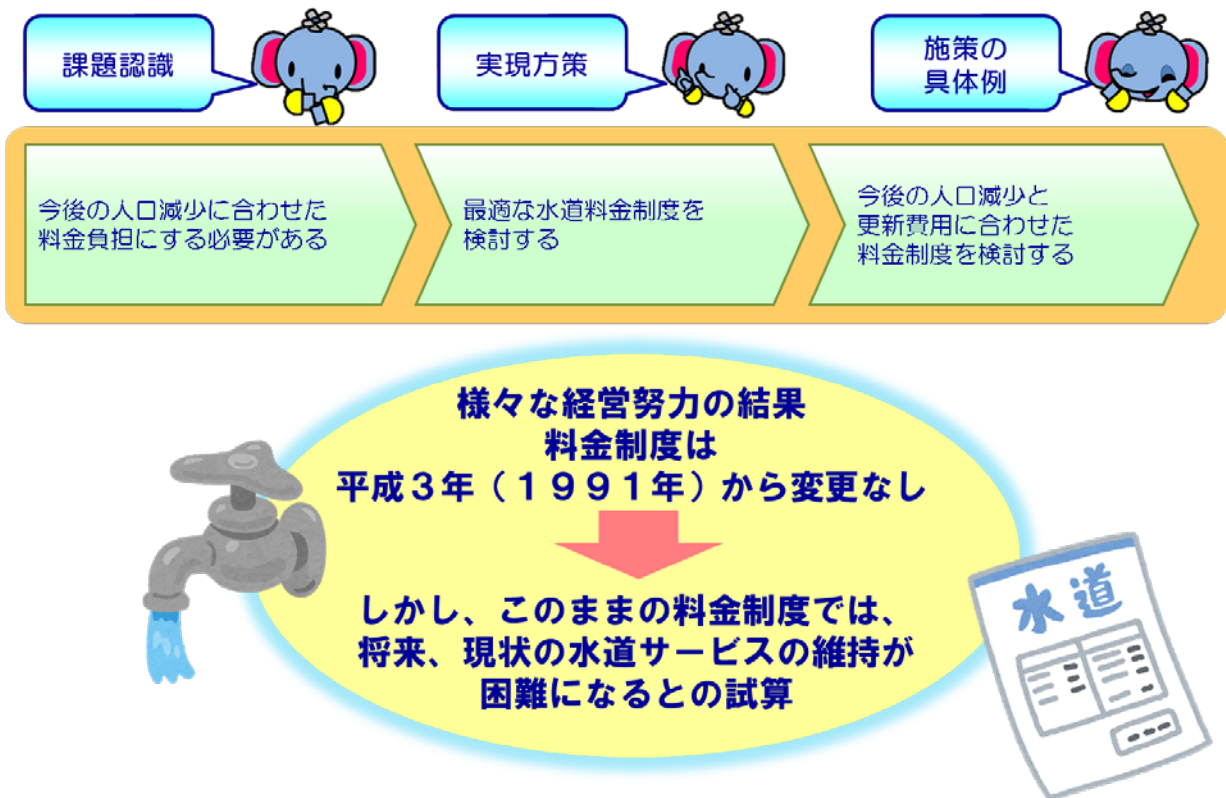 課題認識
実現方策
施策の
具体例
今後の人口減少に合わせた
料金負担にする必要がある
最適な水道料金制度を
検討する
今後の人口減少と
更新費用に合わせた
料金制度を検討する
様々な経営努力の結果
料金制度は
平成３年（１９９１年）から変更なし
しかし、このままの料金制度では、
将来、現状の水道サービスの維持が
困難になるとの試算
水道